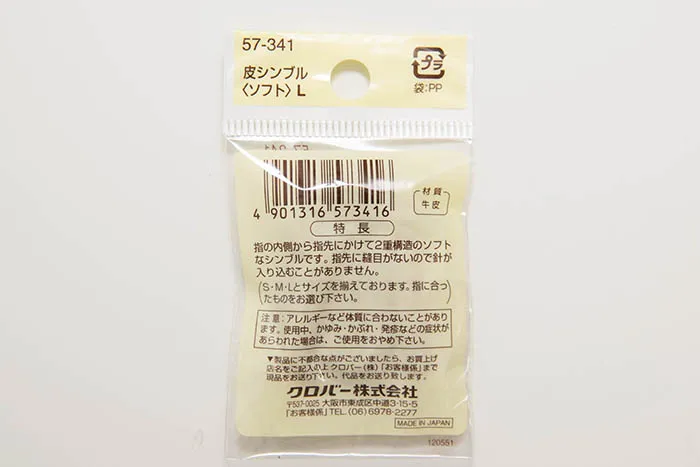 57-341
皮シンブル
〈ソフト〉L
プラ
袋:PP
4 901316 573416
材質
牛皮
特長
指の内側から指先にかけて2重構造のソフト
なシンブルです。指先に縫目がないので針が
入り込むことがありません。
(S・M・Lとサイズを揃えております。指に合っ
たものをお選び下さい。)
注意:アレルギーなど体質に合わないことがあり
ます。使用中、かゆみ・かぶれ・発疹などの症状が
あらわれた場合は、ご使用をおやめ下さい。
▼製品に不都合な点がございましたら、お買上げ
店名をご記入の上クロバー(株)「お客様係」まで
現品をお送り下さい。代品をお送り致します。
クロバー株式会社
〒537-0025 大阪市東成区中道3-15-5
「お客様係」TEL.(06)6978-2277
MADE IN JAPAN
120551